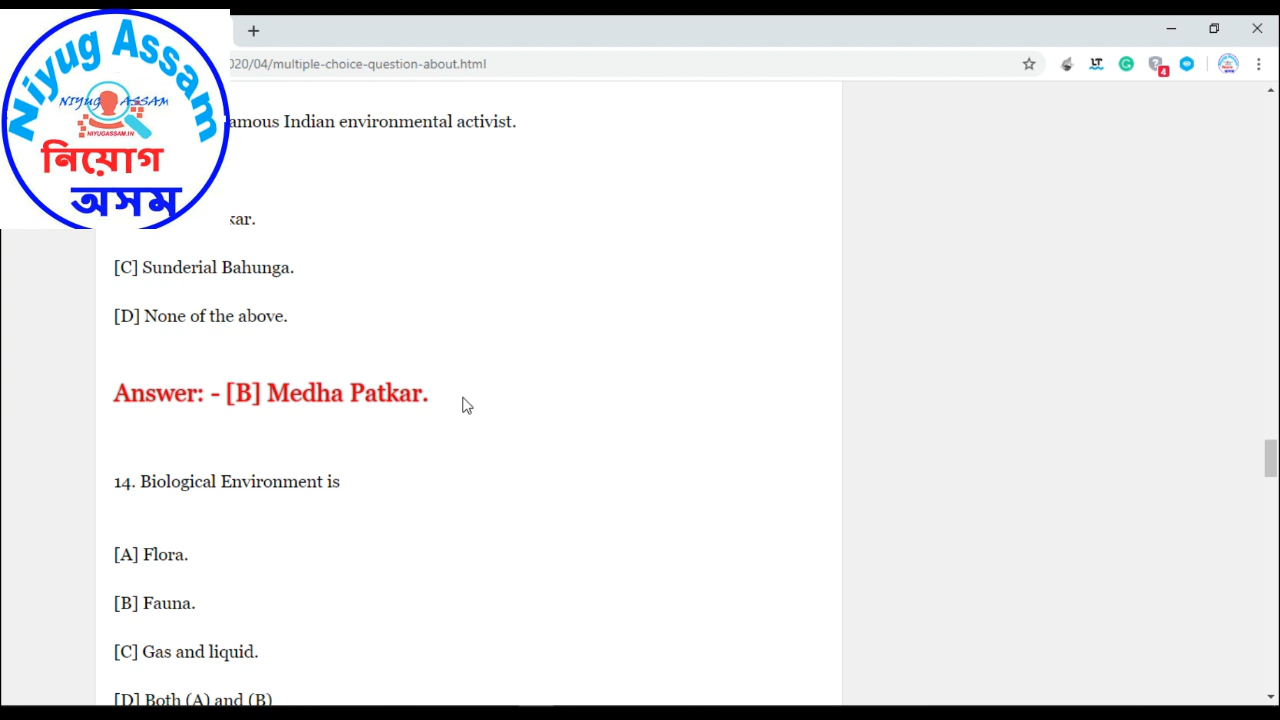 Niyug Assam
NIYUG ASSAM
NIYUGASSAM.IN
নিয়োগ
অসম
020/04/multiple-choice-question-about.html
4
amous Indian environmental activist.
kar.
[C] Sunderial Bahunga.
[D] None of the above.
Answer: - [B] Medha Patkar.
14. Biological Environment is
[A] Flora.
[B] Fauna.
[C] Gas and liquid.
[D] Both (A) and (B)